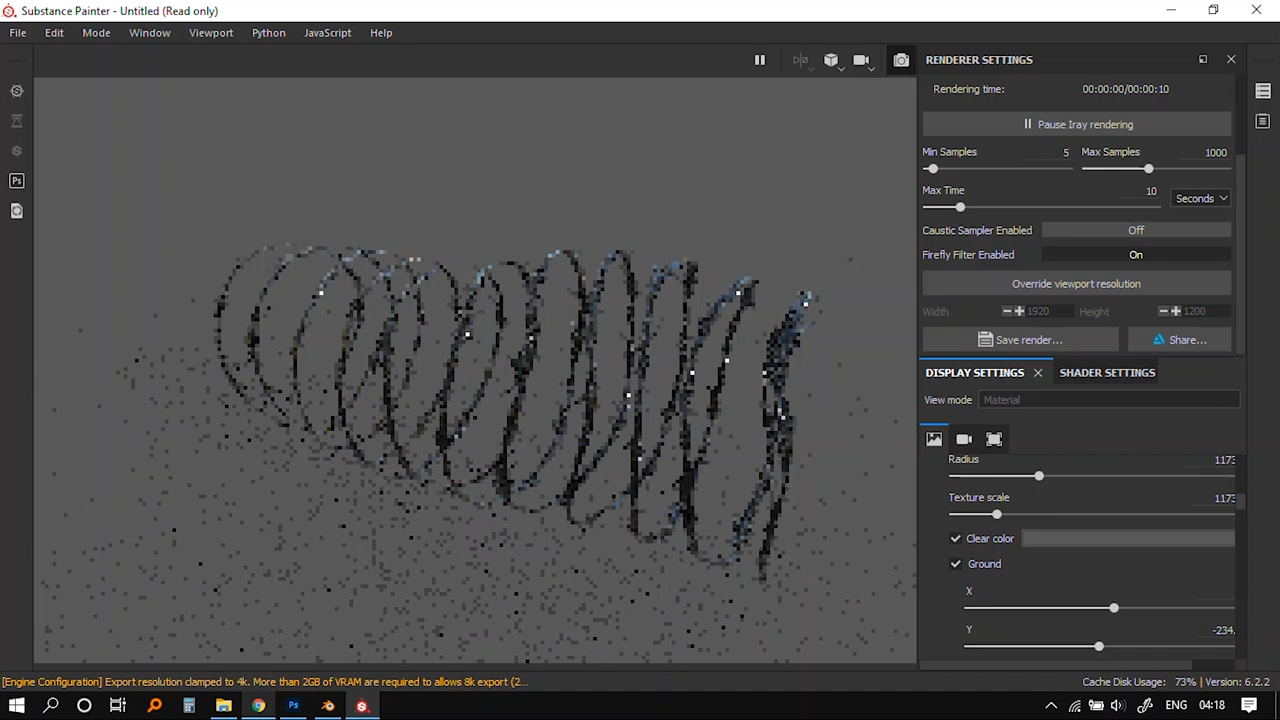 Substance Painter - Untitled (Read only)
File Edit Mode Window Viewport Python JavaScript Help
RENDERER SETTINGS
Rendering time: 00:00:00/00:00:10
Pause Iray rendering
Min Samples 5 Max Samples 1000
Max Time 10 Seconds
Caustic Sampler Enabled Off
Firefly Filter Enabled On
Override viewport resolution
Width 1920 Height 1200
Save render... Share...
DISPLAY SETTINGS SHADER SETTINGS
View mode Material
Radius 1173
Texture scale 1173
Clear color
Ground
X
Y -234.
[Engine Configuration] Export resolution clamped to 4k. More than 2GB of VRAM are required to allows 8k export (2...
Cache Disk Usage: 73% | Version: 6.2.2
Ps
Ps
ENG 04:18